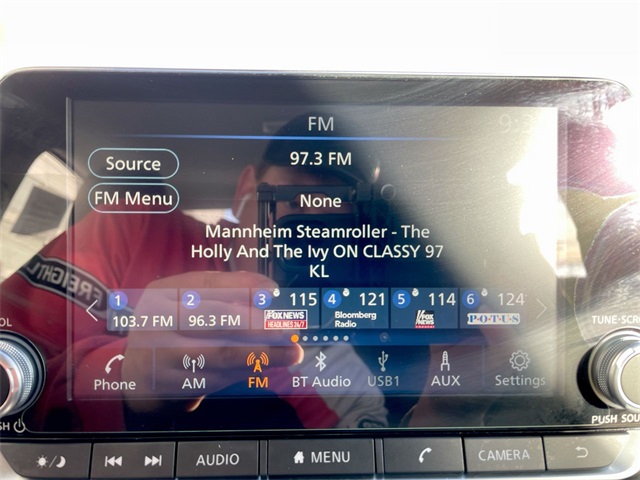 FM
Source
97.3 FM
FM Menu
None
Mannheim Steamroller - The
Holly And The Ivy ON CLASSY 97
KL
1 2 3 115 4 121 5 114 6 124
103.7 FM 96.3 FM FOX NEWS HEADLINES 24/7 Bloomberg Radio FOX NEWS P·O·T·U·S
Phone AM FM BT Audio USB1 AUX Settings
TUNE·SCR
PUSH SOU
AUDIO MENU CAMERA